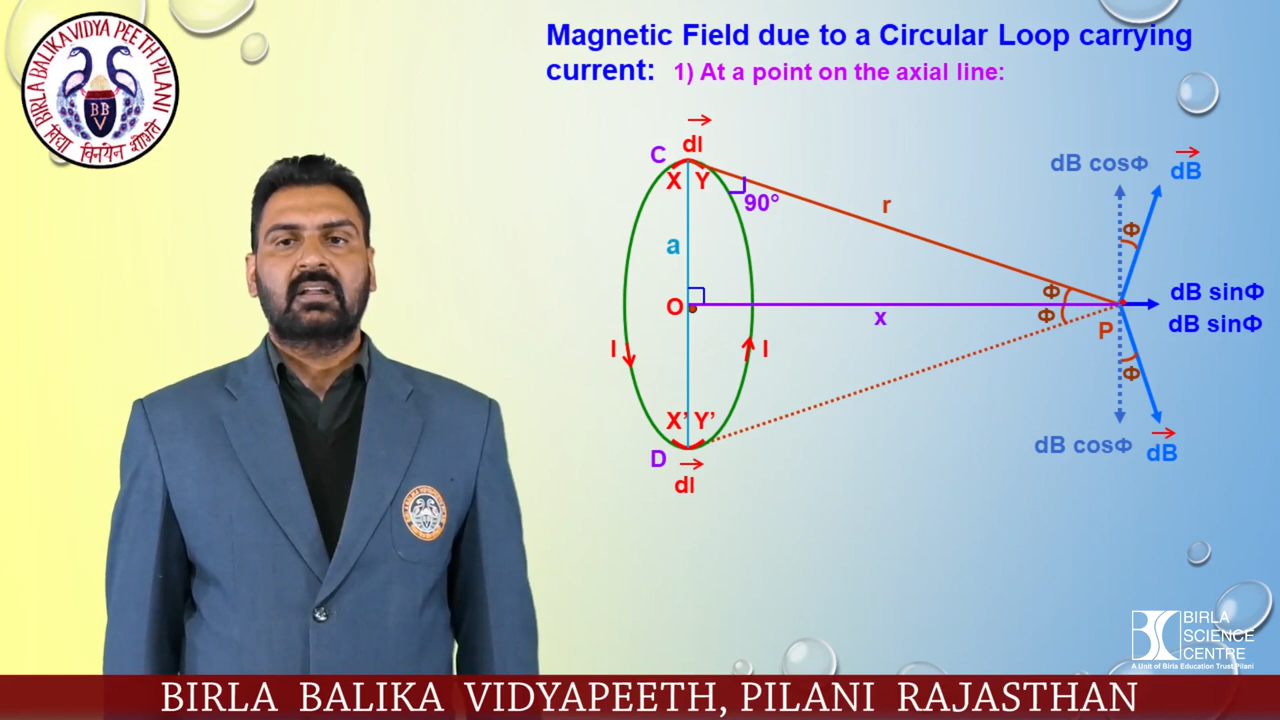 BIRLA BALIKA VIDYA PEETH PILANI
BBV
विद्या विनयेन शोभते
Magnetic Field due to a Circular Loop carrying
current: 1) At a point on the axial line:
dl
C
X Y
90°
a
r
dB cosΦ
dB
Φ
O
x
Φ
Φ
P
dB sinΦ
dB sinΦ
I
I
Φ
X' Y'
D
dl
dB cosΦ
dB
BIRLA
SCIENCE
CENTRE
A Unit of Birla Education Trust,Pilani
BIRLA BALIKA VIDYAPEETH, PILANI RAJASTHAN